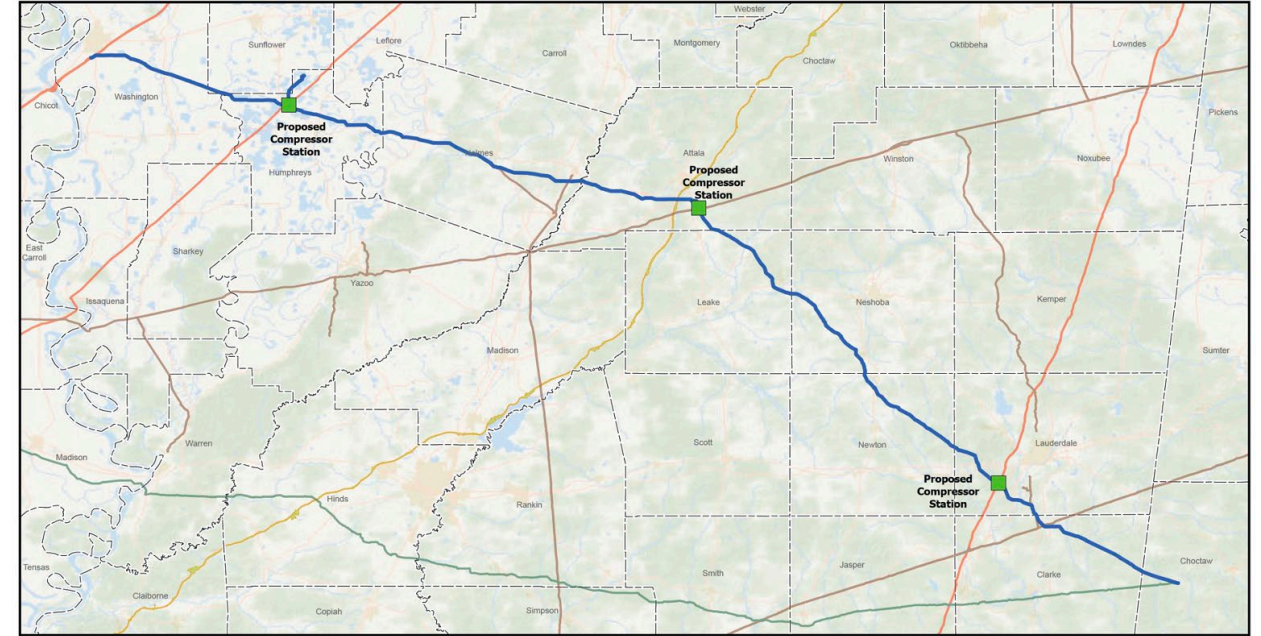 Webster
Sunflower
Leflore
Carroll
Montgomery
Choctaw
Oktibbeha
Lowndes
Chicot
Washington
Pickens
Proposed
Compressor
Station
Holmes
Attala
Winston
Noxubee
Humphreys
Proposed
Compressor
Station
East
Carroll
Sharkey
Yazoo
Issaquena
Leake
Neshoba
Kemper
Madison
Sumter
Warren
Scott
Newton
Lauderdale
Madison
Proposed
Compressor
Station
Hinds
Rankin
Tensas
Smith
Jasper
Clarke
Choctaw
Claiborne
Copiah
Simpson